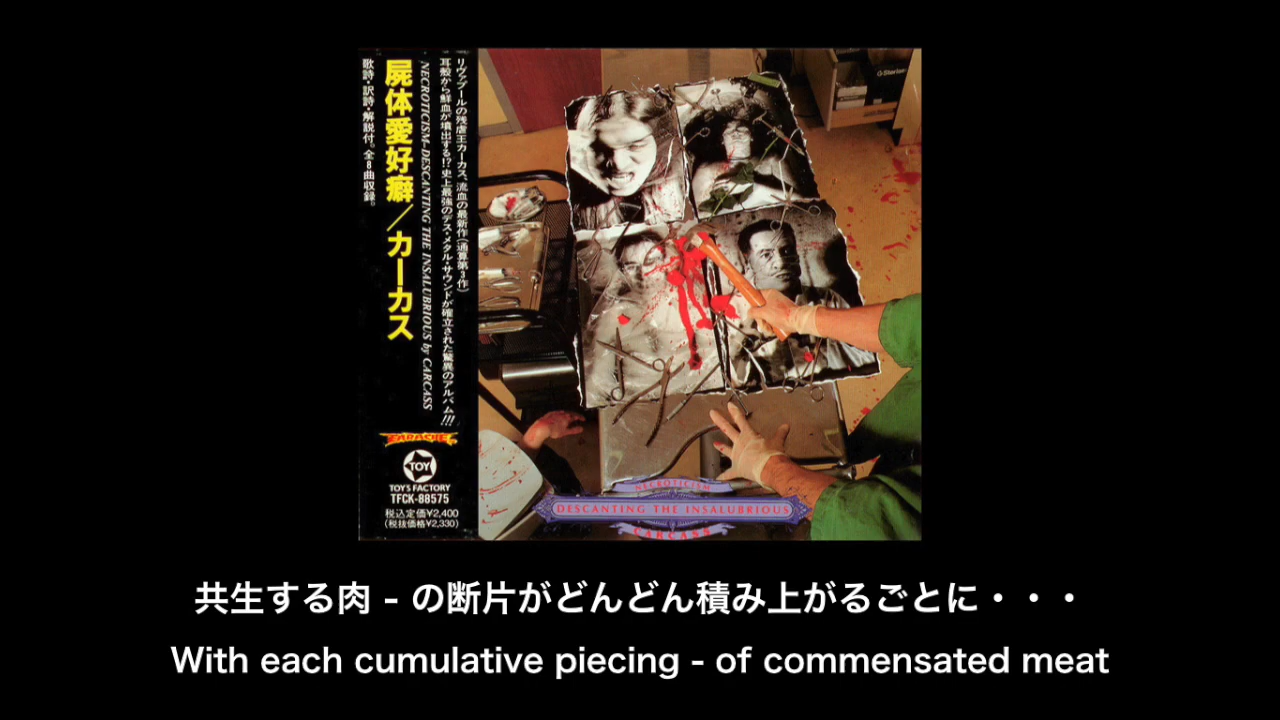 リヴァプールの残虐王カーカス、流血の最新作(通算第3作)
耳殻から鮮血が墳出する!?史上最強のデス・メタル・サウンドが確立された驚異のアルバム!!!
NECROTICISM-DESCANTING THE INSALUBRIOUS by CARCASS
屍体愛好癖／カーカス
歌詩・訳詩・解説付。全8曲収録。
EARACHE
TOY
TOY'S FACTORY
TFCK-88575
税込定価¥2,400
(税抜価格¥2,330)
NECROTICISM
DESCANTING THE INSALUBRIOUS
CARCASS
共生する肉 - の断片がどんどん積み上がるごとに・・・
With each cumulative piecing - of commensated meat